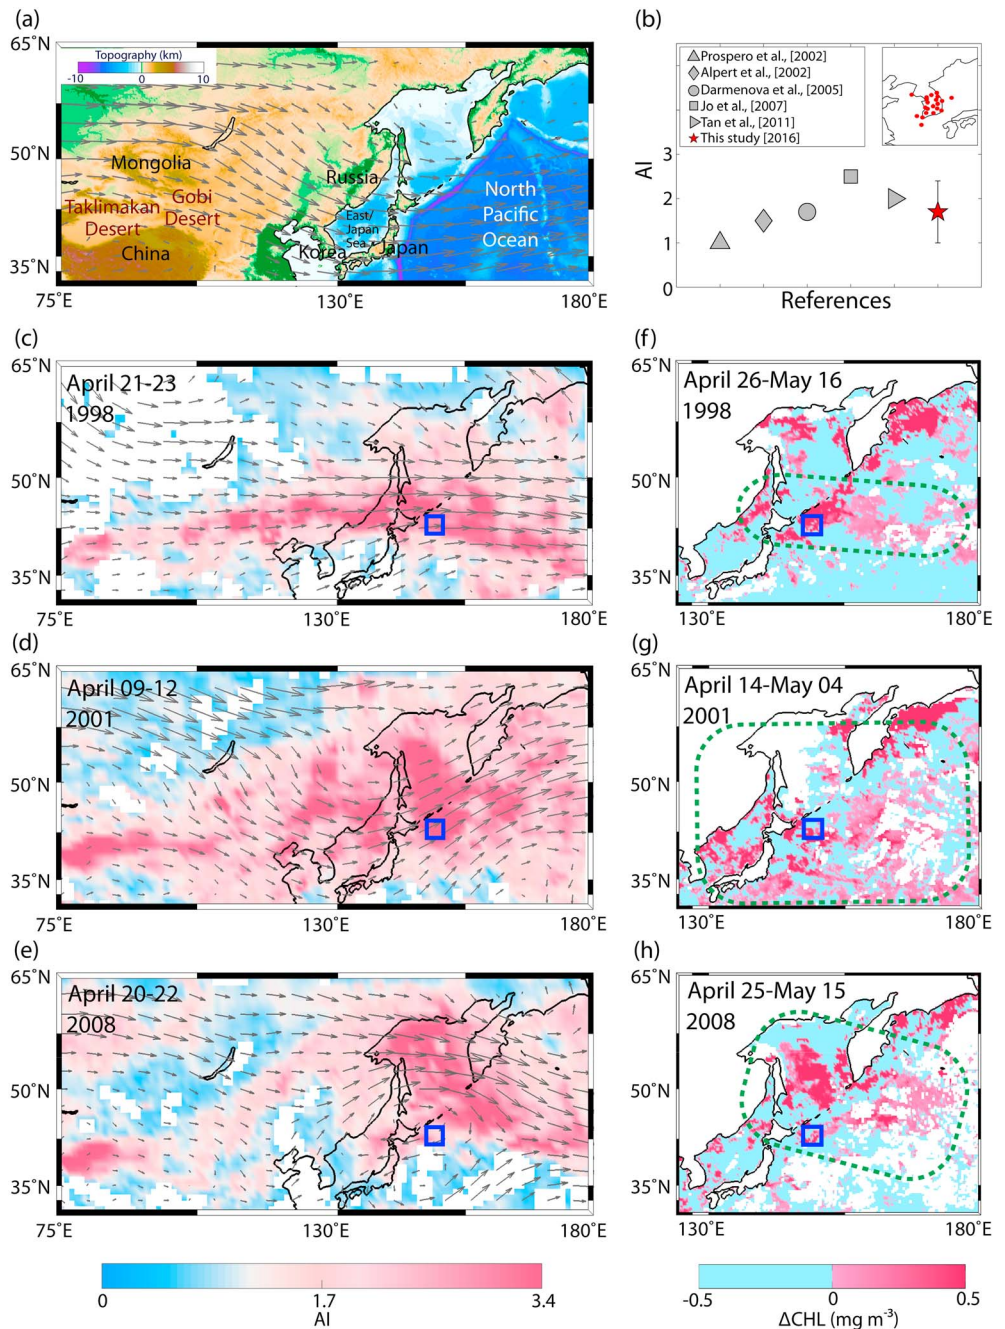 (a)
65°N
50°N
35°N
Topography (km)
-10 0 10
Mongolia
Taklimakan
Desert
Gobi
Desert
China
Russia
East/
Japan
Sea
Korea
Japan
North
Pacific
Ocean
75°E 130°E 180°E
(b)
Prospero et al., [2002]
Alpert et al., [2002]
Darmenova et al., [2005]
Jo et al., [2007]
Tan et al., [2011]
This study [2016]
AI
3
2
1
0
References
(c)
65°N
50°N
35°N
April 21-23
1998
75°E 130°E 180°E
(f)
65°N
50°N
35°N
April 26-May 16
1998
130°E 180°E
(d)
65°N
50°N
35°N
April 09-12
2001
75°E 130°E 180°E
(g)
65°N
50°N
35°N
April 14-May 04
2001
130°E 180°E
(e)
65°N
50°N
35°N
April 20-22
2008
75°E 130°E 180°E
(h)
65°N
50°N
35°N
April 25-May 15
2008
130°E 180°E
0 1.7 3.4
AI
-0.5 0 0.5
ΔCHL (mg m⁻³)